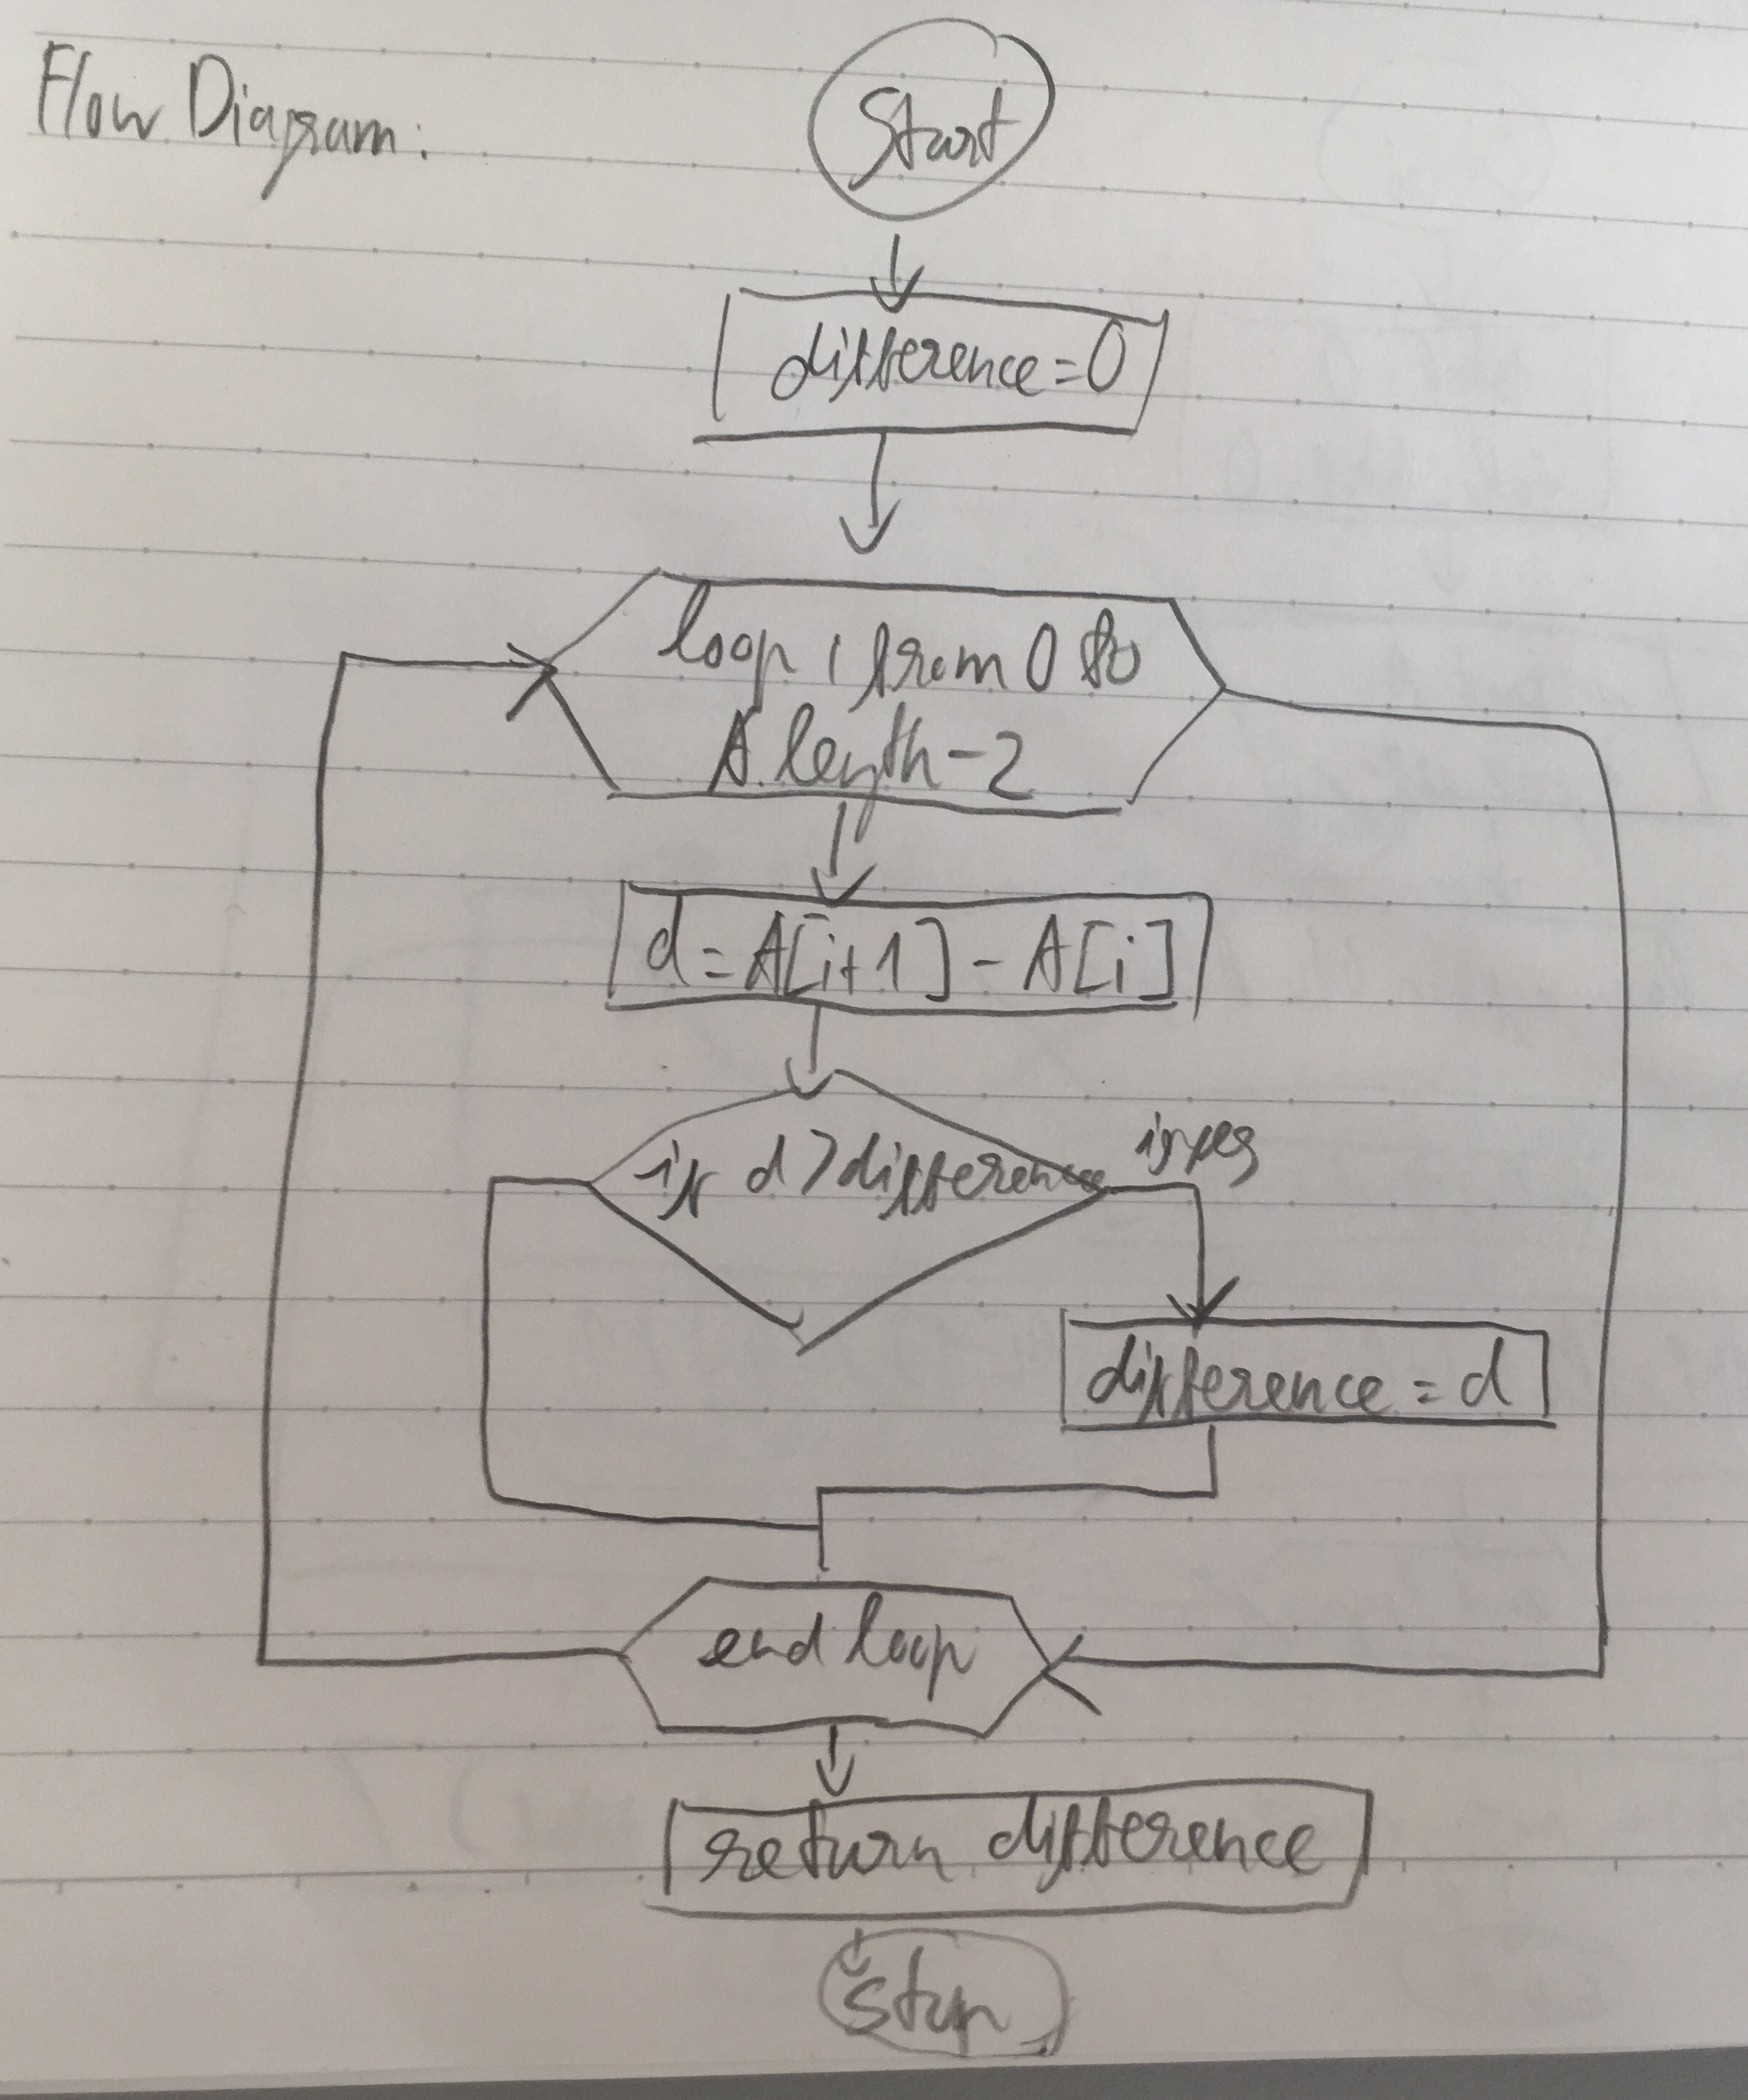 Flow Diagram:
Start
difference=0
loop i from 0 to
A.length-2
d=A[i+1]-A[i]
if d>difference
if yes
difference=d
end loop
return difference
stop